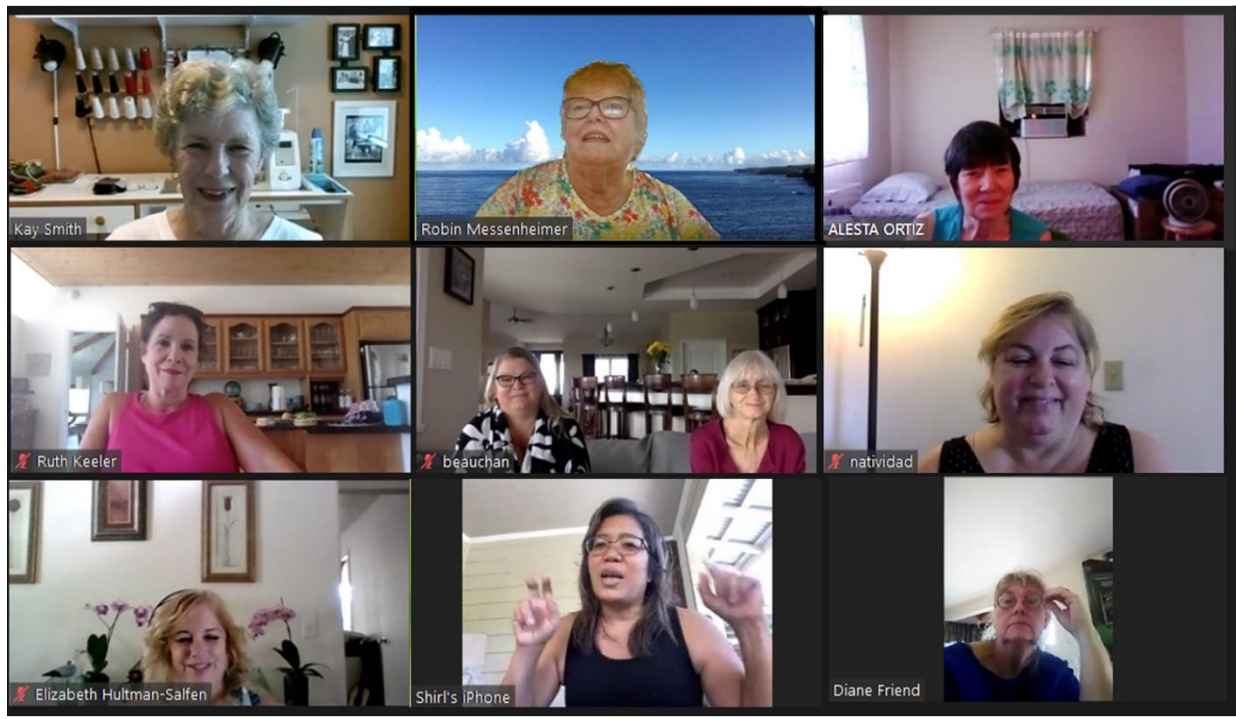 Kay Smith
Robin Messenheimer
ALESTA ORTIZ
Ruth Keeler
beauchan
natividad
Elizabeth Hultman-Salfen
Shirl's iPhone
Diane Friend